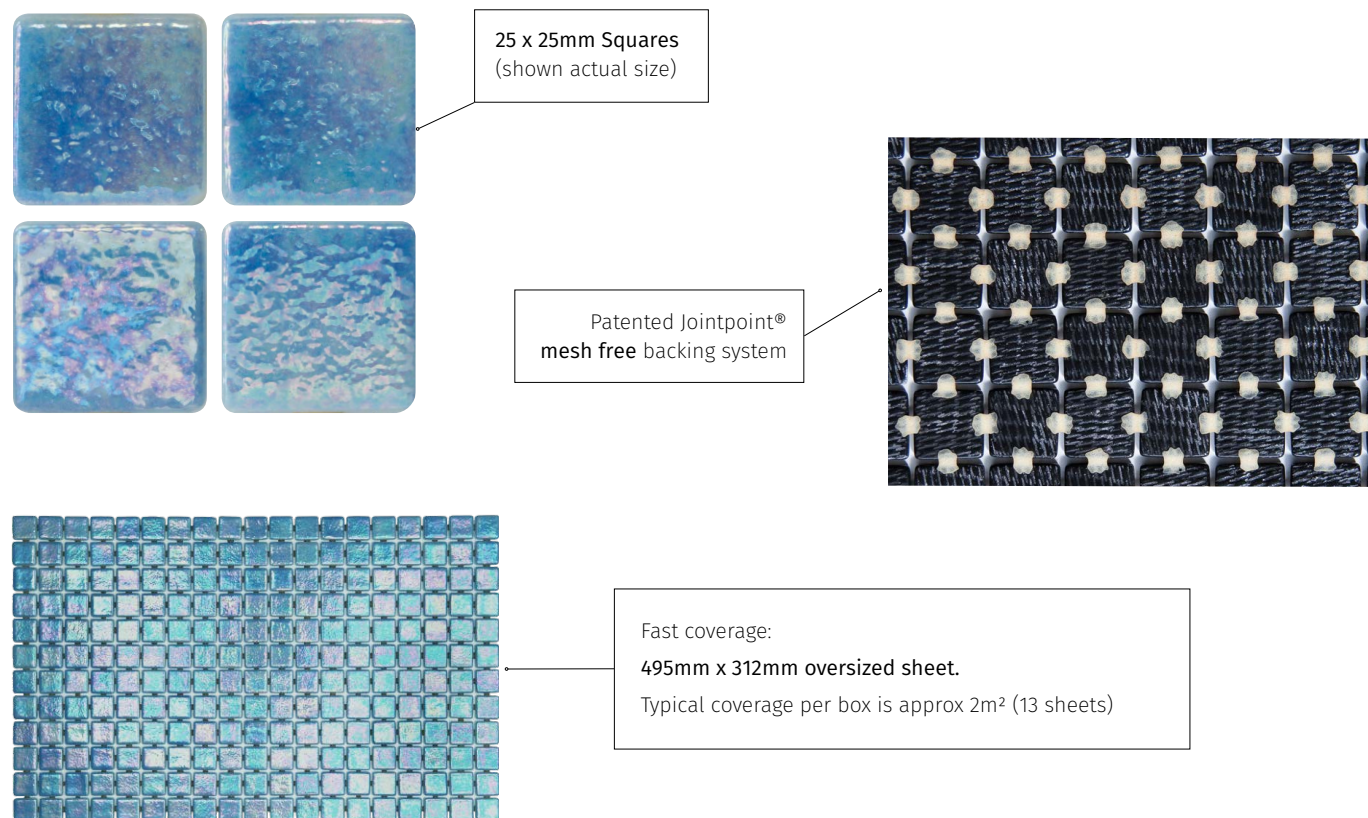 25 x 25mm Squares
(shown actual size)
Patented Jointpoint®
mesh free backing system
Fast coverage:
495mm x 312mm oversized sheet.
Typical coverage per box is approx 2m² (13 sheets)